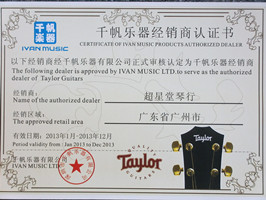 千帆
乐器
IVAN MUSIC
千帆乐器经销商认证书
CERTIFICATE OF IVAN MUSIC PRODUCTS AUTHORIZED DEALER
以下经销商经千帆乐器有限公司正式审核认定为千帆乐器经销商
The following dealer is approved by IVAN MUSIC LTD. to serve as the authorized
dealer of Taylor Guitars
经销商:
超星堂琴行
Name of the authorized dealer
经销区域:
广东省广州市
The approved retail area
有效日期: 2013年1月-2013年12月
Period validity from : Jan 2013 to Dec 2013
千帆乐器有限公司
IVAN MUSIC LTD
QUALITY
Taylor
GUITARS
Taylor